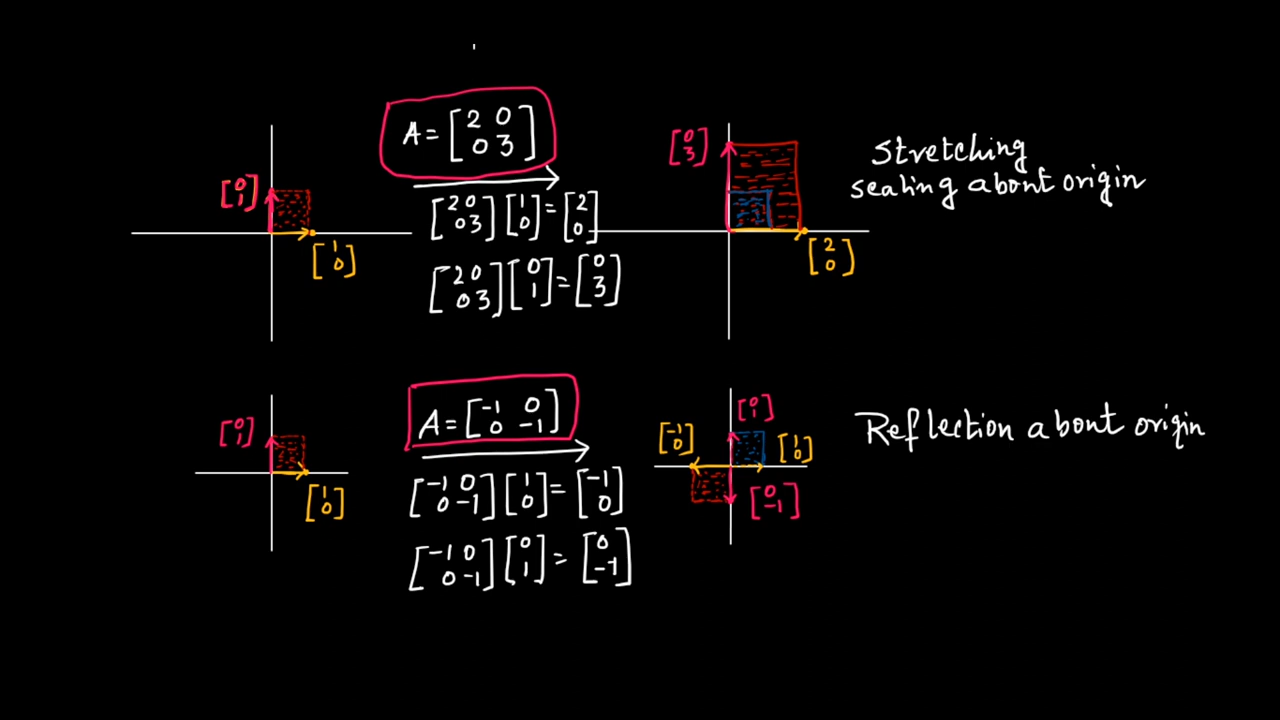 A = [2 0; 0 3]
[0; 1]
[1; 0]
[2 0; 0 3] [1; 0] = [2; 0]
[2 0; 0 3] [0; 1] = [0; 3]
[0; 3]
[2; 0]
Stretching
scaling about origin
A = [-1 0; 0 -1]
[0; 1]
[1; 0]
[-1 0; 0 -1] [1; 0] = [-1; 0]
[-1 0; 0 -1] [0; 1] = [0; -1]
[0; 1]
[-1; 0]
[1; 0]
[0; -1]
Reflection about origin